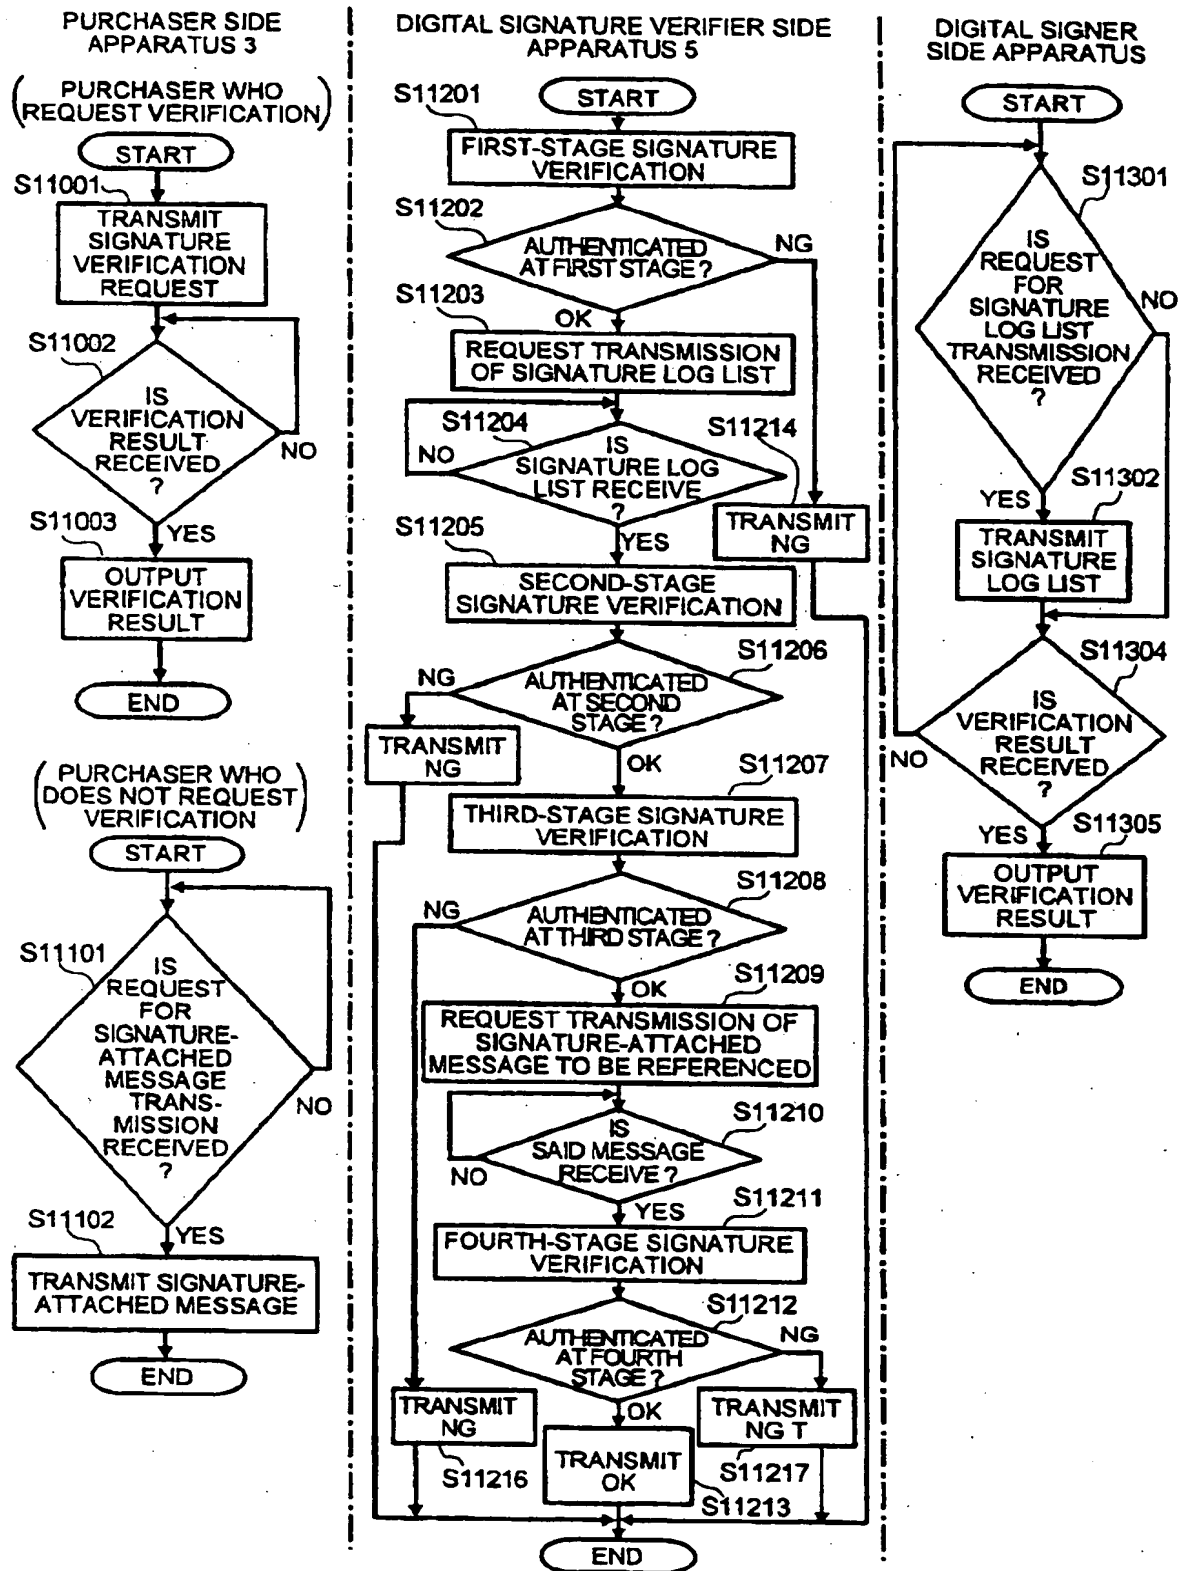 PURCHASER SIDE
APPARATUS 3
(PURCHASER WHO
REQUEST VERIFICATION)
START
S11001
TRANSMIT
SIGNATURE
VERIFICATION
REQUEST
S11002
IS
VERIFICATION
RESULT
RECEIVED
?
NO
S11003
YES
OUTPUT
VERIFICATION
RESULT
END
(PURCHASER WHO
DOES NOT REQUEST
VERIFICATION)
START
S11101
IS
REQUEST
FOR
SIGNATURE-
ATTACHED
MESSAGE
TRANS-
MISSION
RECEIVED
?
NO
S11102
YES
TRANSMIT SIGNATURE-
ATTACHED MESSAGE
END
DIGITAL SIGNATURE VERIFIER SIDE
APPARATUS 5
START
S11201
FIRST-STAGE SIGNATURE
VERIFICATION
S11202
AUTHENTICATED
AT FIRST STAGE?
NG
S11203
OK
REQUEST TRANSMISSION
OF SIGNATURE LOG LIST
S11204
IS
SIGNATURE LOG
LIST RECEIVE
?
NO
S11214
TRANSMIT
NG
S11205
YES
SECOND-STAGE
SIGNATURE VERIFICATION
S11206
AUTHENTICATED
AT SECOND
STAGE?
NG
TRANSMIT
NG
OK
S11207
THIRD-STAGE SIGNATURE
VERIFICATION
S11208
AUTHENTICATED
AT THIRD STAGE?
NG
OK
S11209
REQUEST TRANSMISSION OF
SIGNATURE-ATTACHED
MESSAGE TO BE REFERENCED
S11210
IS
SAID MESSAGE
RECEIVE?
NO
YES
S11211
FOURTH-STAGE SIGNATURE
VERIFICATION
S11212
AUTHENTICATED
AT FOURTH
STAGE?
NG
OK
TRANSMIT
NG
S11216
TRANSMIT
OK
S11213
TRANSMIT
NG T
S11217
END
DIGITAL SIGNER
SIDE APPARATUS
START
S11301
IS
REQUEST
FOR
SIGNATURE
LOG LIST
TRANSMISSION
RECEIVED
?
NO
YES
S11302
TRANSMIT
SIGNATURE
LOG LIST
S11304
IS
VERIFICATION
RESULT
RECEIVED
?
NO
YES
S11305
OUTPUT
VERIFICATION
RESULT
END